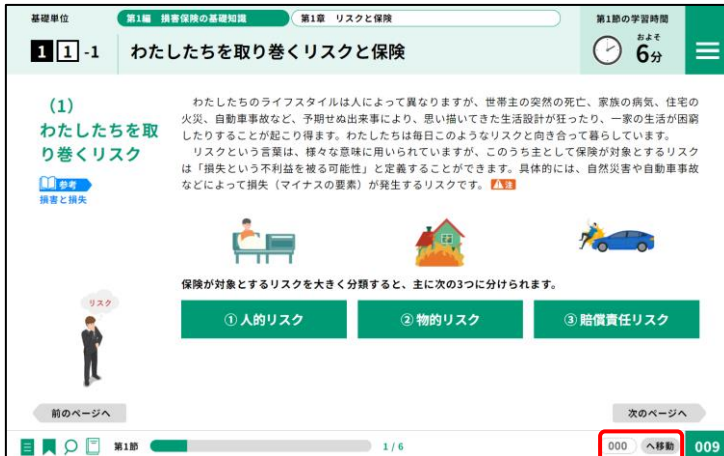 基礎単位
第1編 損害保険の基礎知識
第1章 リスクと保険
第1節の学習時間
1 1 -1
わたしたちを取り巻くリスクと保険
およそ
6分
(1)
わたしたちを取
り巻くリスク
参考
損害と損失
わたしたちのライフスタイルは人によって異なりますが、世帯主の突然の死亡、家族の病気、住宅の
火災、自動車事故など、予期せぬ出来事により、思い描いてきた生活設計が狂ったり、一家の生活が困窮
したりすることが起こり得ます。わたしたちは毎日このようなリスクと向き合って暮らしています。
リスクという言葉は、様々な意味に用いられていますが、このうち主として保険が対象とするリスク
は「損失という不利益を被る可能性」と定義することができます。具体的には、自然災害や自動車事故
などによって損失（マイナスの要素）が発生するリスクです。 注
保険が対象とするリスクを大きく分類すると、主に次の3つに分けられます。
リスク
① 人的リスク
② 物的リスク
③ 賠償責任リスク
前のページへ
次のページへ
第1節
1 / 6
000
へ移動
009